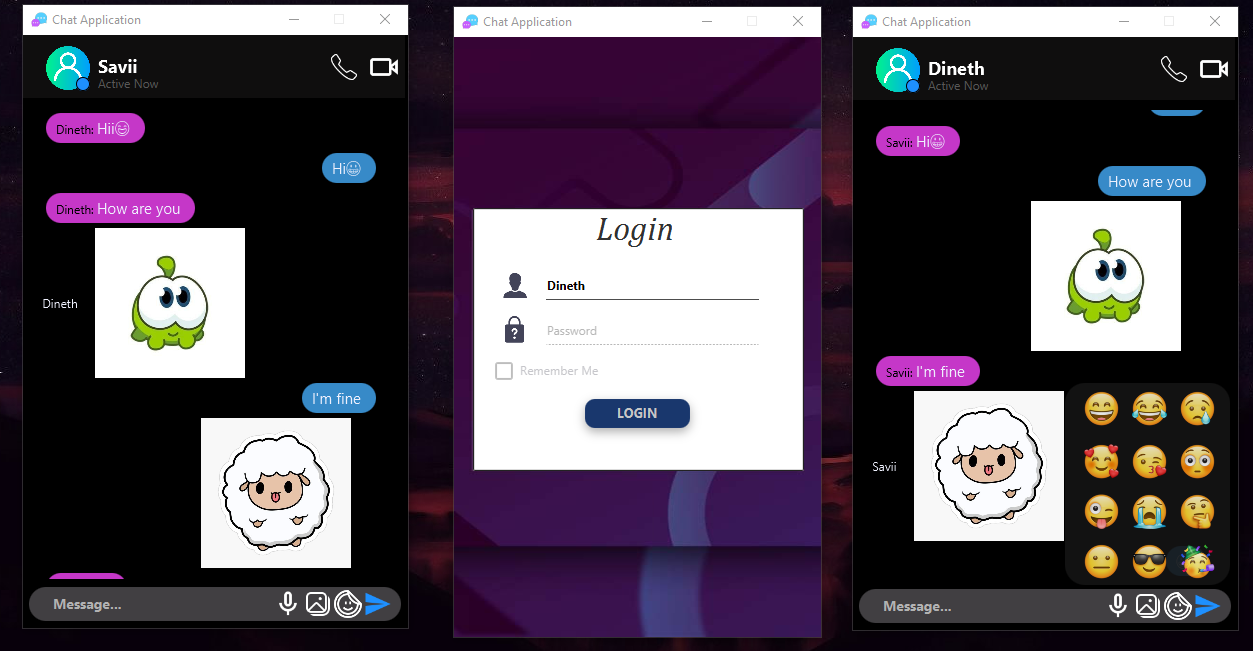 Chat Application
Savii
Active Now
Dineth: Hii😄
Hi😀
Dineth: How are you
Dineth
I'm fine
Message...
Chat Application
Login
Dineth
Password
Remember Me
LOGIN
Chat Application
Dineth
Active Now
Savii: Hi😀
How are you
Savii: I'm fine
Savii
Message...